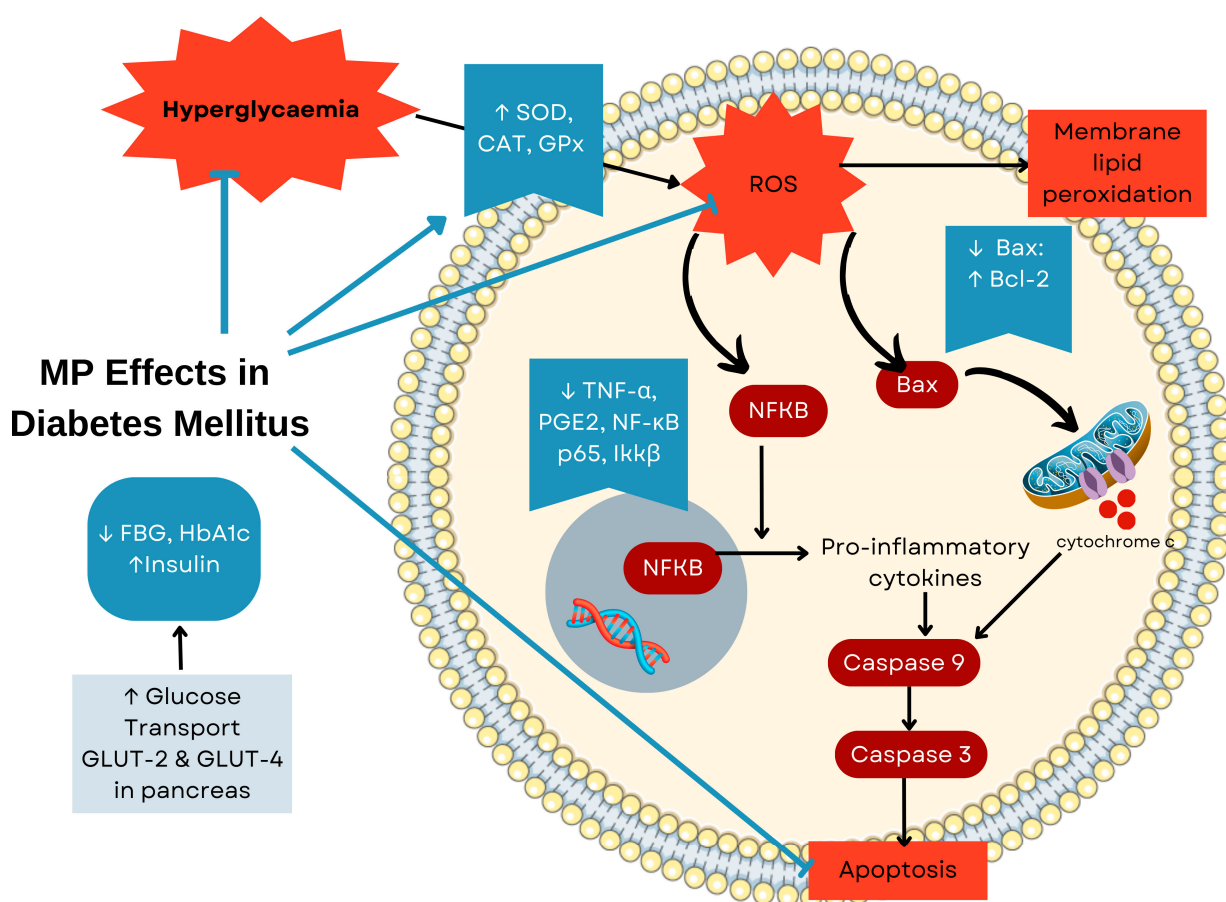 Hyperglycaemia
↑ SOD,
CAT, GPx
ROS
Membrane
lipid
peroxidation
↓ Bax:
↑ Bcl-2
MP Effects in
Diabetes Mellitus
↓ TNF-α,
PGE2, NF-κB
p65, Ikkβ
NFKB
Bax
↓ FBG, HbA1c
↑Insulin
NFKB
Pro-inflammatory
cytokines
cytochrome c
Caspase 9
↑ Glucose
Transport
GLUT-2 & GLUT-4
in pancreas
Caspase 3
Apoptosis